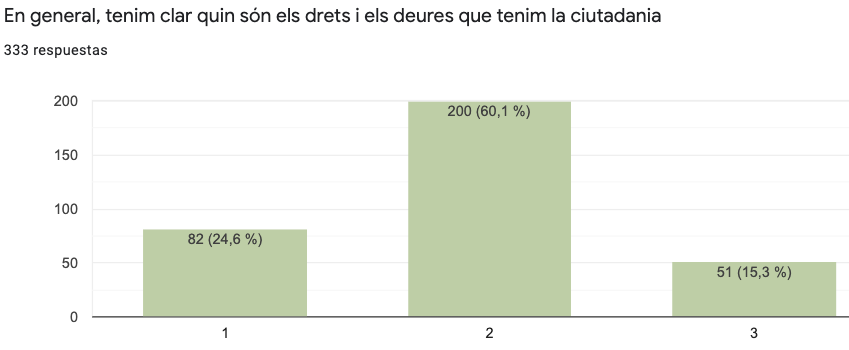 En general, tenim clar quin són els drets i els deures que tenim la ciutadania
333 respuestas
200
150
100
50
0
82 (24,6 %)
200 (60,1 %)
51 (15,3 %)
1
2
3